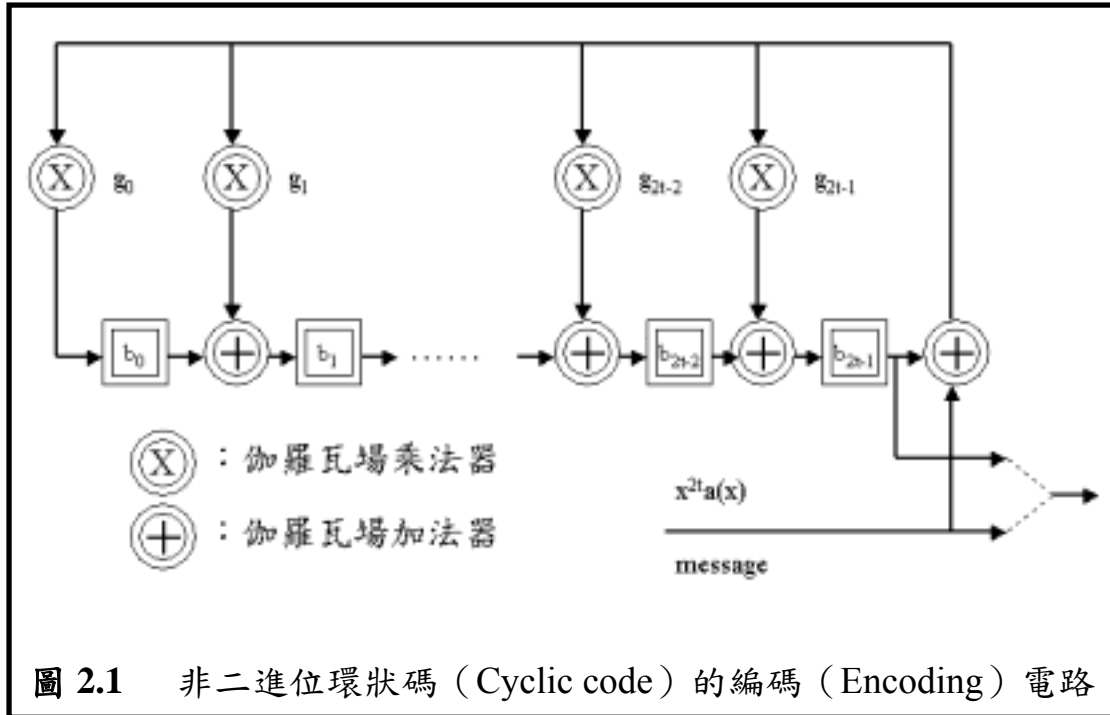 X g₀ X g₁ X g₂ₜ₋₂ X g₂ₜ₋₁
b₀ + b₁ + ...... + b₂ₜ₋₂ + b₂ₜ₋₁ +
X :伽羅瓦場乘法器
+ :伽羅瓦場加法器
x²ᵗa(x)
message
圖 2.1 非二進位環狀碼(Cyclic code)的編碼(Encoding)電路